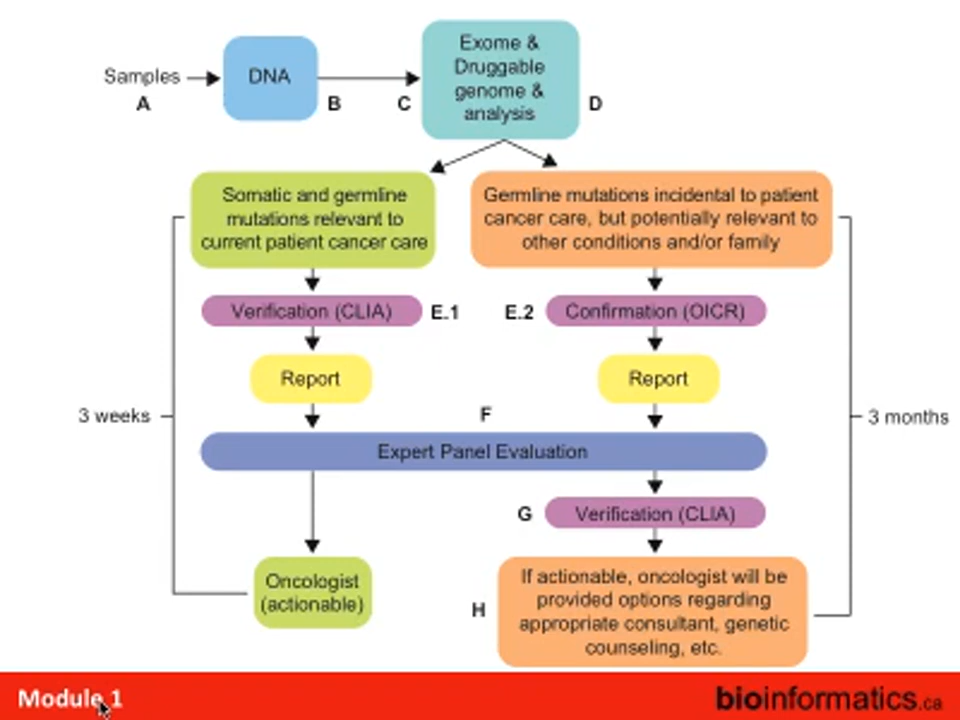 Samples
A
DNA
B
C
Exome &
Druggable
genome &
analysis
D
Somatic and germline
mutations relevant to
current patient cancer care
Germline mutations incidental to patient
cancer care, but potentially relevant to
other conditions and/or family
Verification (CLIA)
E.1
E.2
Confirmation (OICR)
Report
Report
3 weeks
F
3 months
Expert Panel Evaluation
G
Verification (CLIA)
Oncologist
(actionable)
H
If actionable, oncologist will be
provided options regarding
appropriate consultant, genetic
counseling, etc.
Module 1
bioinformatics.ca